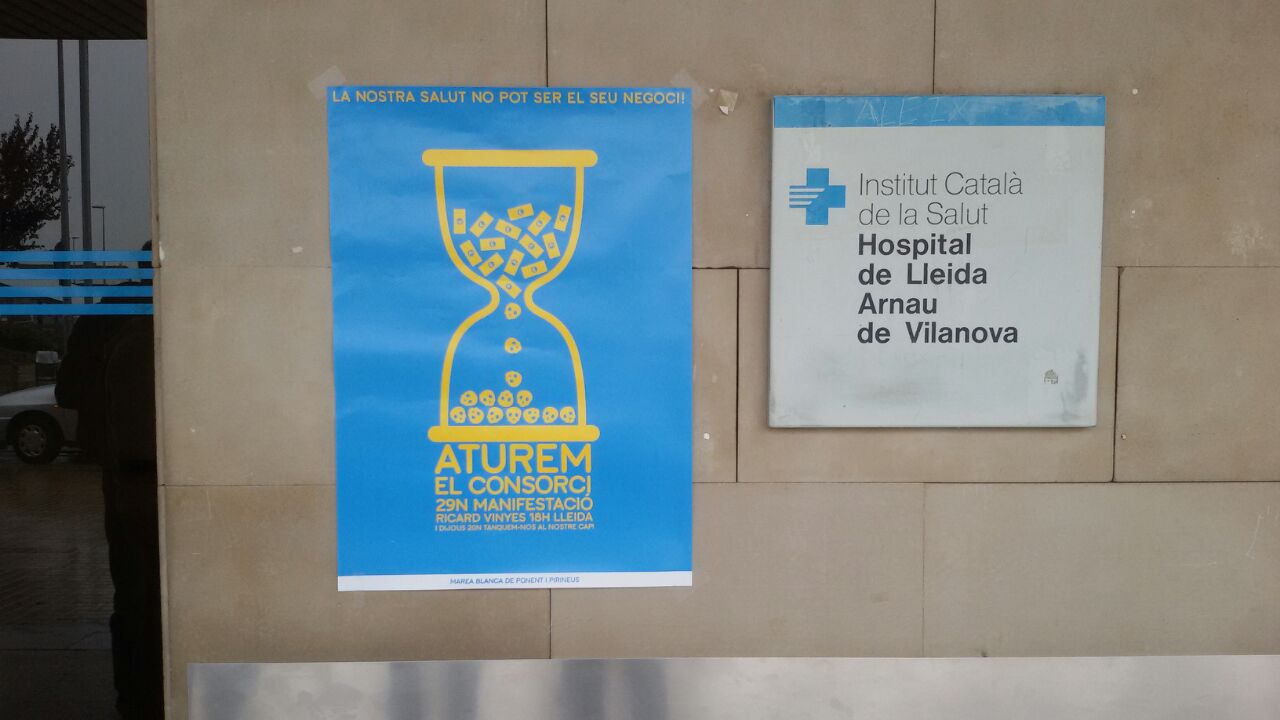 LA NOSTRA SALUT NO POT SER EL SEU NEGOCI!
ATUREM
EL CONSORCI
29N MANIFESTACIÓ
RICARD VINYES 18H LLEIDA
I DIJOUS 20N TANQUEM-NOS AL NOSTRE CAP!
MAREA BLANCA DE PONENT I PIRINEUS
Institut Català
de la Salut
Hospital
de Lleida
Arnau
de Vilanova